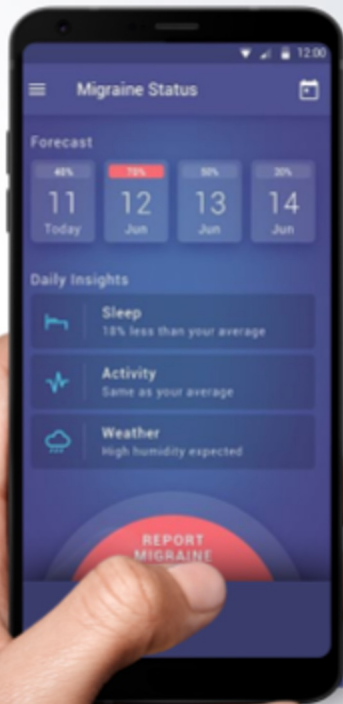 12:00
Migraine Status
Forecast
40% 70% 50% 20%
11 12 13 14
Today Jun Jun Jun
Daily Insights
Sleep
18% less than your average
Activity
Same as your average
Weather
High humidity expected
REPORT
MIGRAINE